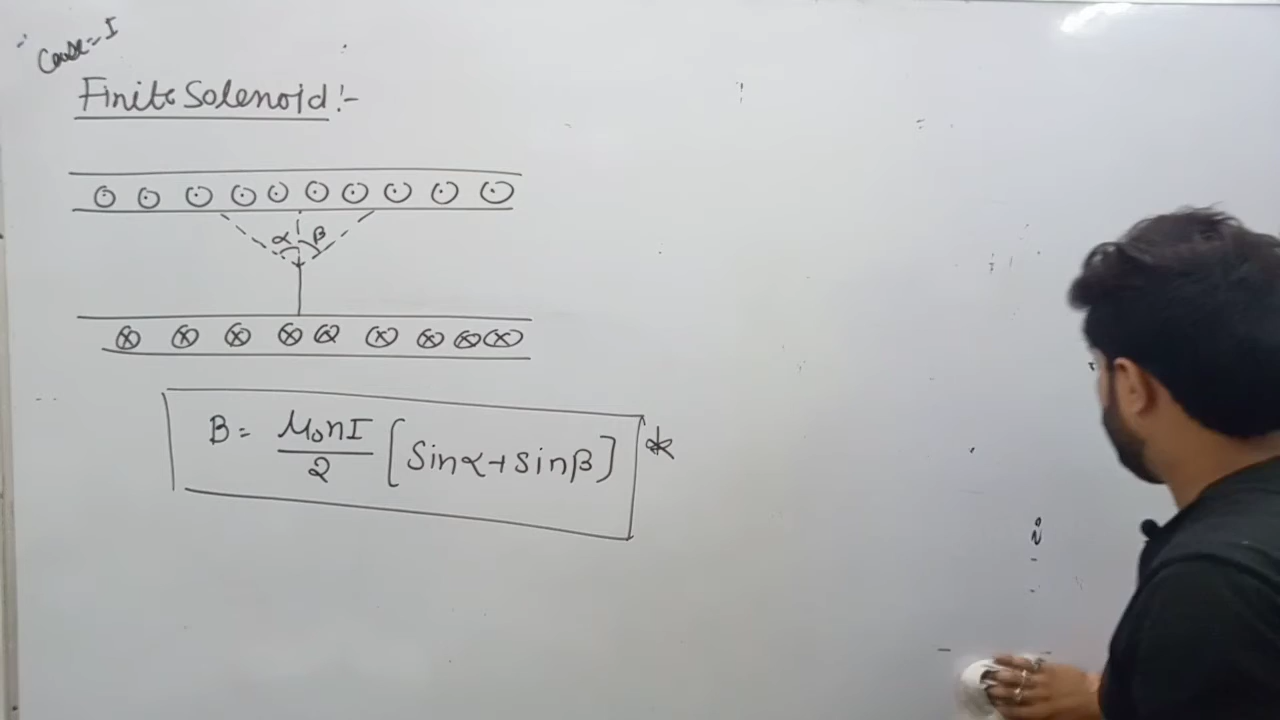 Case-I
Finite Solenoid:-
α β
B = μ₀nI/2 [Sinα+sinβ] *